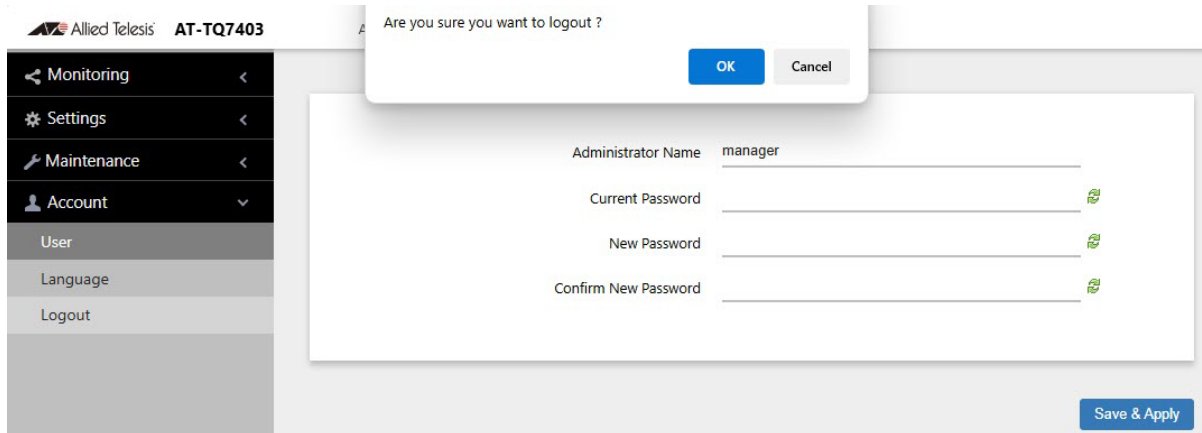 Allied Telesis AT-TQ7403
Are you sure you want to logout ?
OK Cancel
Monitoring
Settings
Maintenance
Account
User
Language
Logout
Administrator Name manager
Current Password
New Password
Confirm New Password
Save & Apply